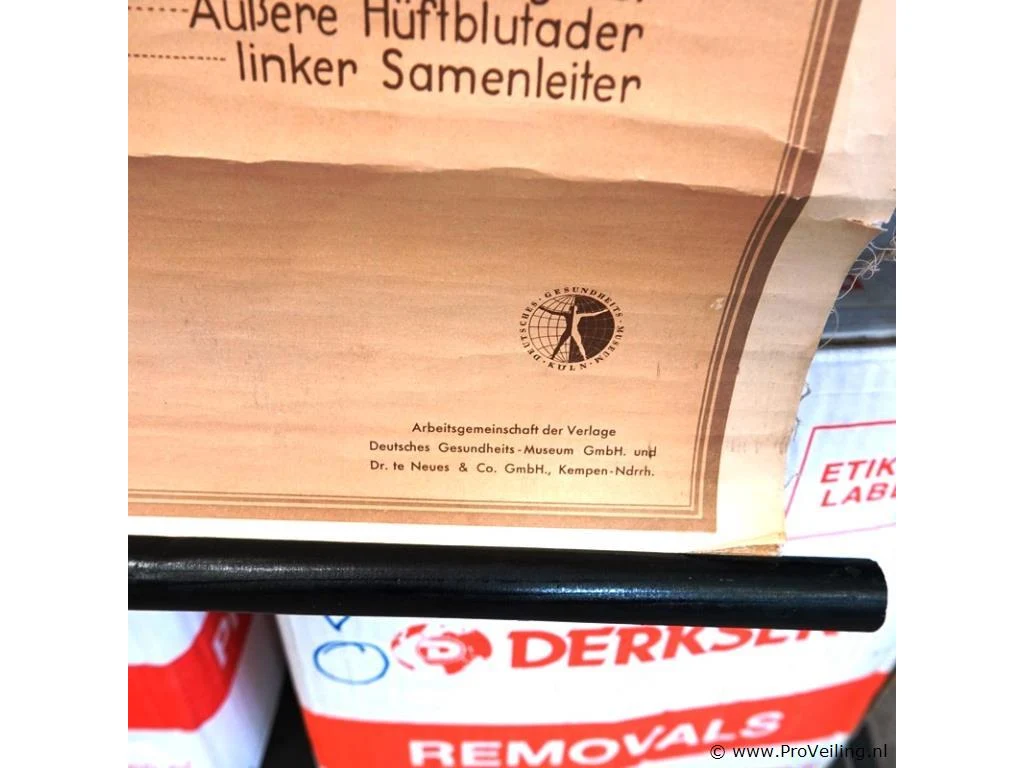 Äußere Hüftblutader
linker Samenleiter
DEUTSCHES · GESUNDHEITS · MUSEUM · KÖLN ·
Arbeitsgemeinschaft der Verlage
Deutsches Gesundheits-Museum GmbH. und
Dr. te Neues & Co. GmbH., Kempen-Ndrrh.
ETIK
LABE
D DERKSEN
REMOVALS
© www.ProVeiling.nl